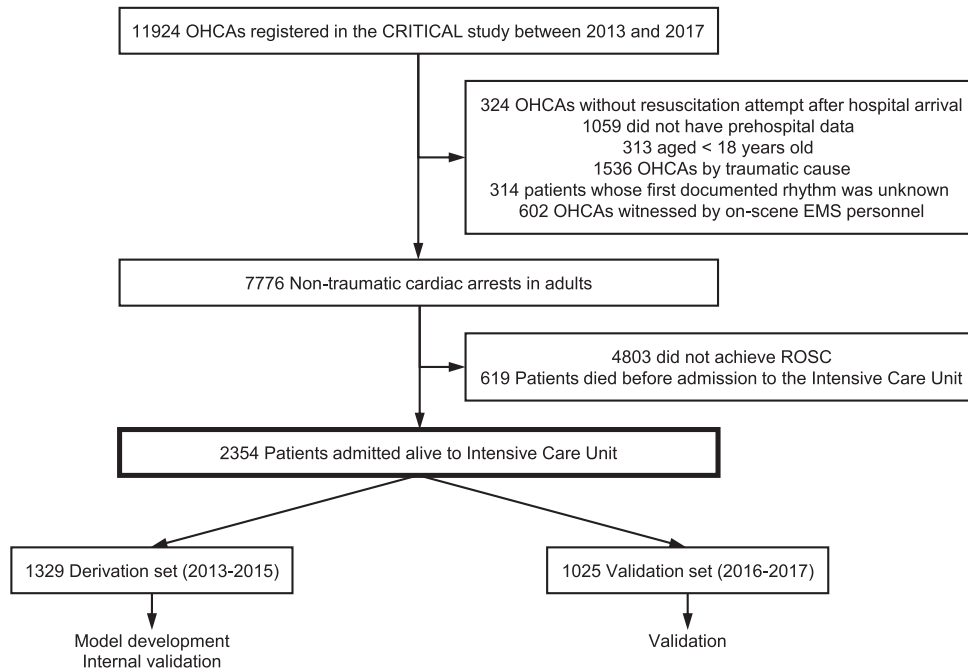 11924 OHCAs registered in the CRITICAL study between 2013 and 2017
324 OHCAs without resuscitation attempt after hospital arrival
1059 did not have prehospital data
313 aged < 18 years old
1536 OHCAs by traumatic cause
314 patients whose first documented rhythm was unknown
602 OHCAs witnessed by on-scene EMS personnel
7776 Non-traumatic cardiac arrests in adults
4803 did not achieve ROSC
619 Patients died before admission to the Intensive Care Unit
2354 Patients admitted alive to Intensive Care Unit
1329 Derivation set (2013-2015)
1025 Validation set (2016-2017)
Model development
Internal validation
Validation